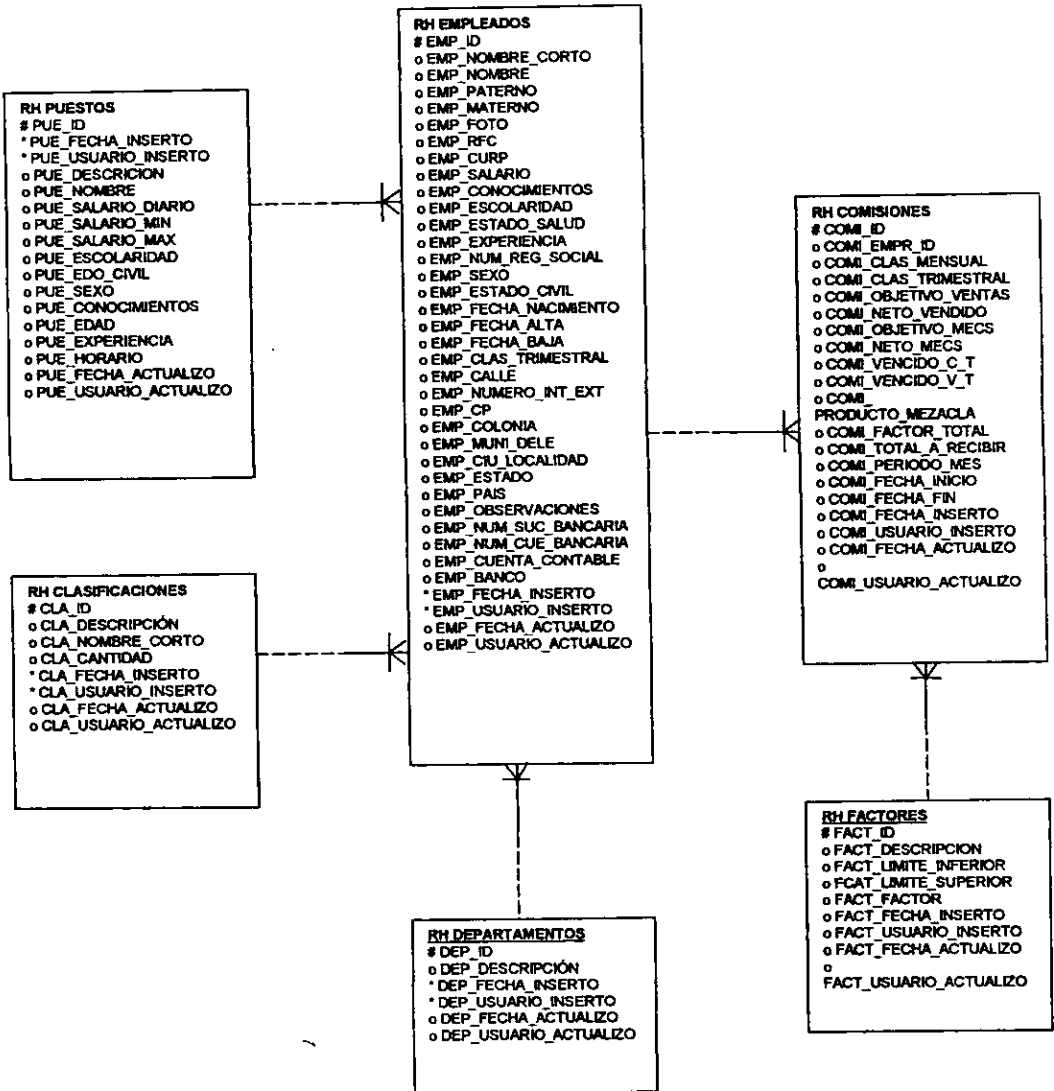 RH EMPLEADOS
# EMP_ID
o EMP_NOMBRE_CORTO
o EMP_NOMBRE
o EMP_PATERNO
o EMP_MATERNO
o EMP_FOTO
o EMP_RFC
o EMP_CURP
o EMP_SALARIO
o EMP_CONOCIMIENTOS
o EMP_ESCOLARIDAD
o EMP_ESTADO_SALUD
o EMP_EXPERIENCIA
o EMP_NUM_REG_SOCIAL
o EMP_SEXO
o EMP_ESTADO_CIVIL
o EMP_FECHA_NACIMIENTO
o EMP_FECHA_ALTA
o EMP_FECHA_BAJA
o EMP_CLAS_TRIMESTRAL
o EMP_CALLE
o EMP_NUMERO_INT_EXT
o EMP_CP
o EMP_COLONIA
o EMP_MUNI_DELE
o EMP_CIU_LOCALIDAD
o EMP_ESTADO
o EMP_PAIS
o EMP_OBSERVACIONES
o EMP_NUM_SUC_BANCARIA
o EMP_NUM_CUE_BANCARIA
o EMP_CUENTA_CONTABLE
o EMP_BANCO
* EMP_FECHA_INSERTO
* EMP_USUARIO_INSERTO
o EMP_FECHA_ACTUALIZO
o EMP_USUARIO_ACTUALIZO
RH PUESTOS
# PUE_ID
* PUE_FECHA_INSERTO
* PUE_USUARIO_INSERTO
o PUE_DESCRICION
o PUE_NOMBRE
o PUE_SALARIO_DIARIO
o PUE_SALARIO_MIN
o PUE_SALARIO_MAX
o PUE_ESCOLARIDAD
o PUE_EDO_CIVIL
o PUE_SEXO
o PUE_CONOCIMIENTOS
o PUE_EDAD
o PUE_EXPERIENCIA
o PUE_HORARIO
o PUE_FECHA_ACTUALIZO
o PUE_USUARIO_ACTUALIZO
RH COMISIONES
# COMI_ID
o COMI_EMPR_ID
o COMI_CLAS_MENSUAL
o COMI_CLAS_TRIMESTRAL
o COMI_OBJETIVO_VENTAS
o COMI_NETO_VENDIDO
o COMI_OBJETIVO_MECS
o COMI_NETO_MECS
o COMI_VENCIDO_C_T
o COMI_VENCIDO_V_T
o COMI_
PRODUCTO_MEZACLA
o COMI_FACTOR_TOTAL
o COMI_TOTAL_A_RECIBIR
o COMI_PERIODO_MES
o COMI_FECHA_INICIO
o COMI_FECHA_FIN
o COMI_FECHA_INSERTO
o COMI_USUARIO_INSERTO
o COMI_FECHA_ACTUALIZO
o
COMI_USUARIO_ACTUALIZO
RH CLASIFICACIONES
# CLA_ID
o CLA_DESCRIPCIÓN
o CLA_NOMBRE_CORTO
o CLA_CANTIDAD
* CLA_FECHA_INSERTO
* CLA_USUARIO_INSERTO
o CLA_FECHA_ACTUALIZO
o CLA_USUARIO_ACTUALIZO
RH FACTORES
# FACT_ID
o FACT_DESCRIPCION
o FACT_LIMITE_INFERIOR
o FCAT_LIMITE_SUPERIOR
o FACT_FACTOR
o FACT_FECHA_INSERTO
o FACT_USUARIO_INSERTO
o FACT_FECHA_ACTUALIZO
o
FACT_USUARIO_ACTUALIZO
RH DEPARTAMENTOS
# DEP_ID
o DEP_DESCRIPCIÓN
* DEP_FECHA_INSERTO
* DEP_USUARIO_INSERTO
o DEP_FECHA_ACTUALIZO
o DEP_USUARIO_ACTUALIZO